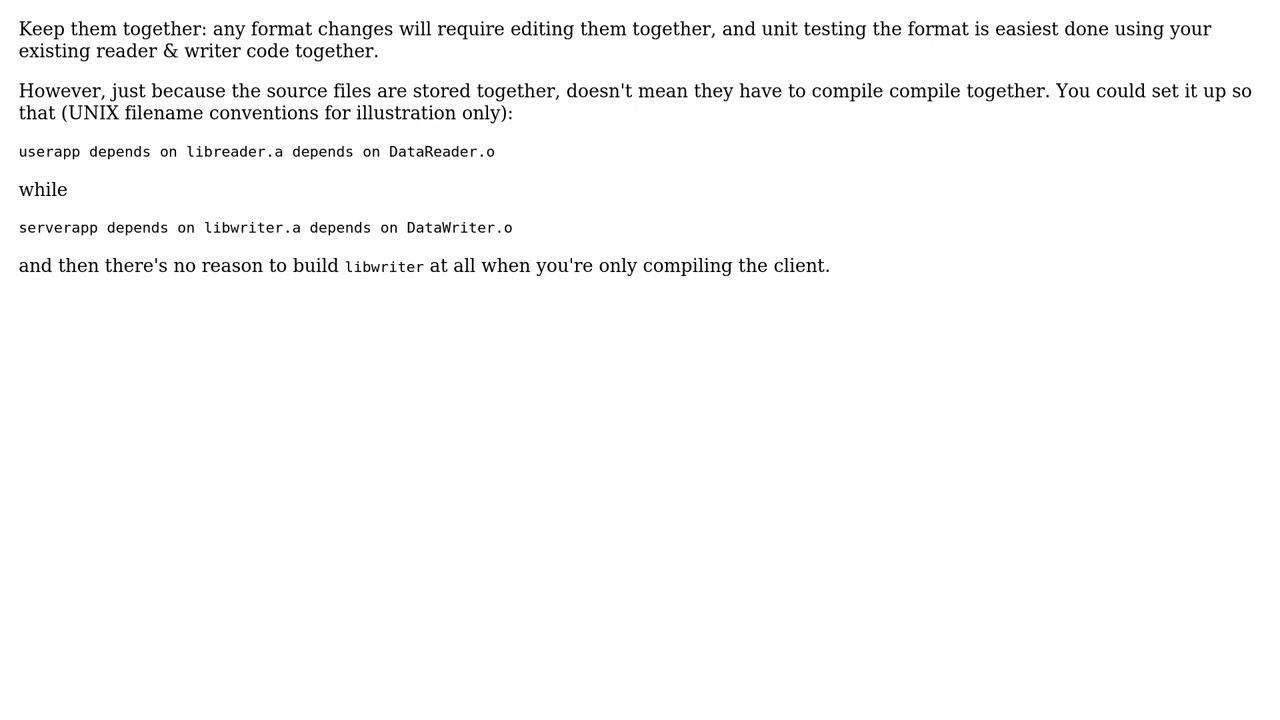 Keep them together: any format changes will require editing them together, and unit testing the format is easiest done using your
existing reader & writer code together.
However, just because the source files are stored together, doesn't mean they have to compile compile together. You could set it up so
that (UNIX filename conventions for illustration only):
userapp depends on libreader.a depends on DataReader.o
while
serverapp depends on libwriter.a depends on DataWriter.o
and then there's no reason to build libwriter at all when you're only compiling the client.